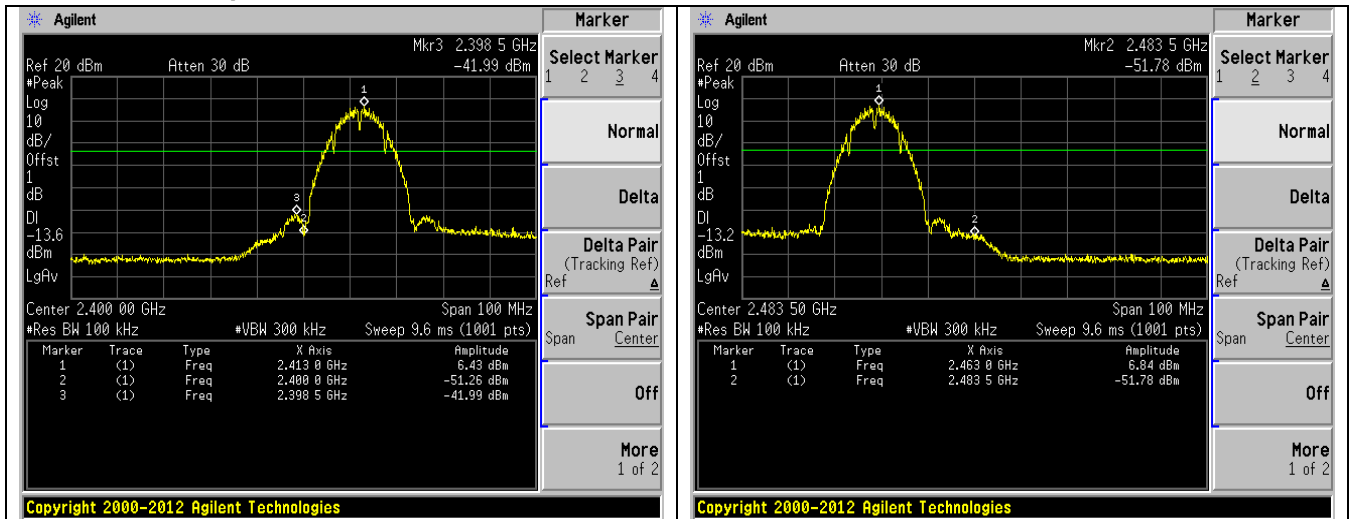 Agilent
Marker
Mkr3 2.398 5 GHz
Ref 20 dBm Atten 30 dB -41.99 dBm
#Peak
Log
10
dB/
Offst
1
dB
DI
-13.6
dBm
LgAv
1
3
2
Center 2.400 00 GHz Span 100 MHz
#Res BW 100 kHz #VBW 300 kHz Sweep 9.6 ms (1001 pts)
Marker Trace Type X Axis Amplitude
1 (1) Freq 2.413 0 GHz 6.43 dBm
2 (1) Freq 2.400 0 GHz -51.26 dBm
3 (1) Freq 2.398 5 GHz -41.99 dBm
Select Marker
1 2 3 4
Normal
Delta
Delta Pair
(Tracking Ref)
Ref Δ
Span Pair
Span Center
Off
More
1 of 2
Copyright 2000-2012 Agilent Technologies
Agilent
Marker
Mkr2 2.483 5 GHz
Ref 20 dBm Atten 30 dB -51.78 dBm
#Peak
Log
10
dB/
Offst
1
dB
DI
-13.2
dBm
LgAv
1
2
Center 2.483 50 GHz Span 100 MHz
#Res BW 100 kHz #VBW 300 kHz Sweep 9.6 ms (1001 pts)
Marker Trace Type X Axis Amplitude
1 (1) Freq 2.463 0 GHz 6.84 dBm
2 (1) Freq 2.483 5 GHz -51.78 dBm
Select Marker
1 2 3 4
Normal
Delta
Delta Pair
(Tracking Ref)
Ref Δ
Span Pair
Span Center
Off
More
1 of 2
Copyright 2000-2012 Agilent Technologies